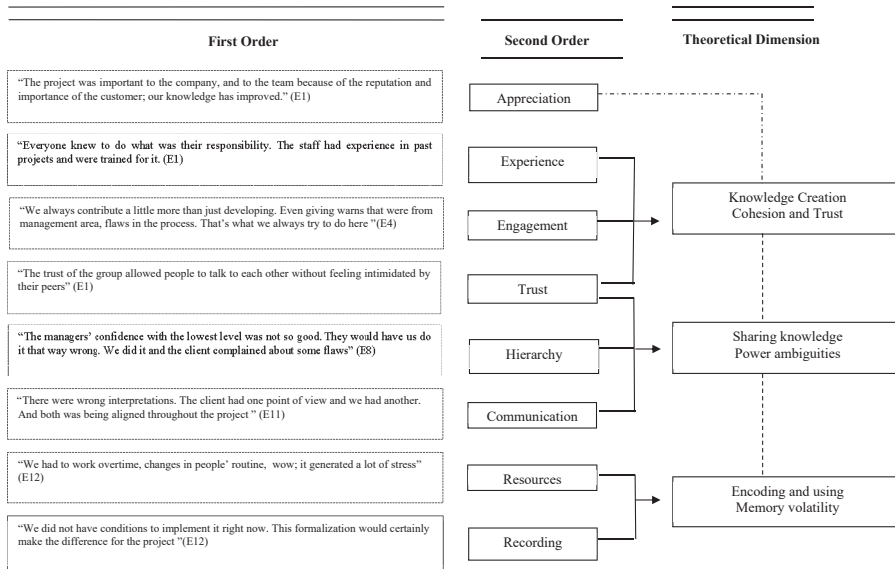 First Order
Second Order
Theoretical Dimension
“The project was important to the company, and to the team because of the reputation and
importance of the customer; our knowledge has improved.” (E1)
Appreciation
“Everyone knew to do what was their responsibility. The staff had experience in past
projects and were trained for it. (E1)
Experience
Knowledge Creation
Cohesion and Trust
“We always contribute a little more than just developing. Even giving warns that were from
management area, flaws in the process. That’s what we always try to do here ”(E4)
Engagement
“The trust of the group allowed people to talk to each other without feeling intimidated by
their peers” (E1)
Trust
“The managers’ confidence with the lowest level was not so good. They would have us do
it that way wrong. We did it and the client complained about some flaws” (E8)
Hierarchy
Sharing knowledge
Power ambiguities
“There were wrong interpretations. The client had one point of view and we had another.
And both was being aligned throughout the project ” (E11)
Communication
“We had to work overtime, changes in people’ routine, wow; it generated a lot of stress”
(E12)
Resources
Encoding and using
Memory volatility
“We did not have conditions to implement it right now. This formalization would certainly
make the difference for the project ”(E12)
Recording